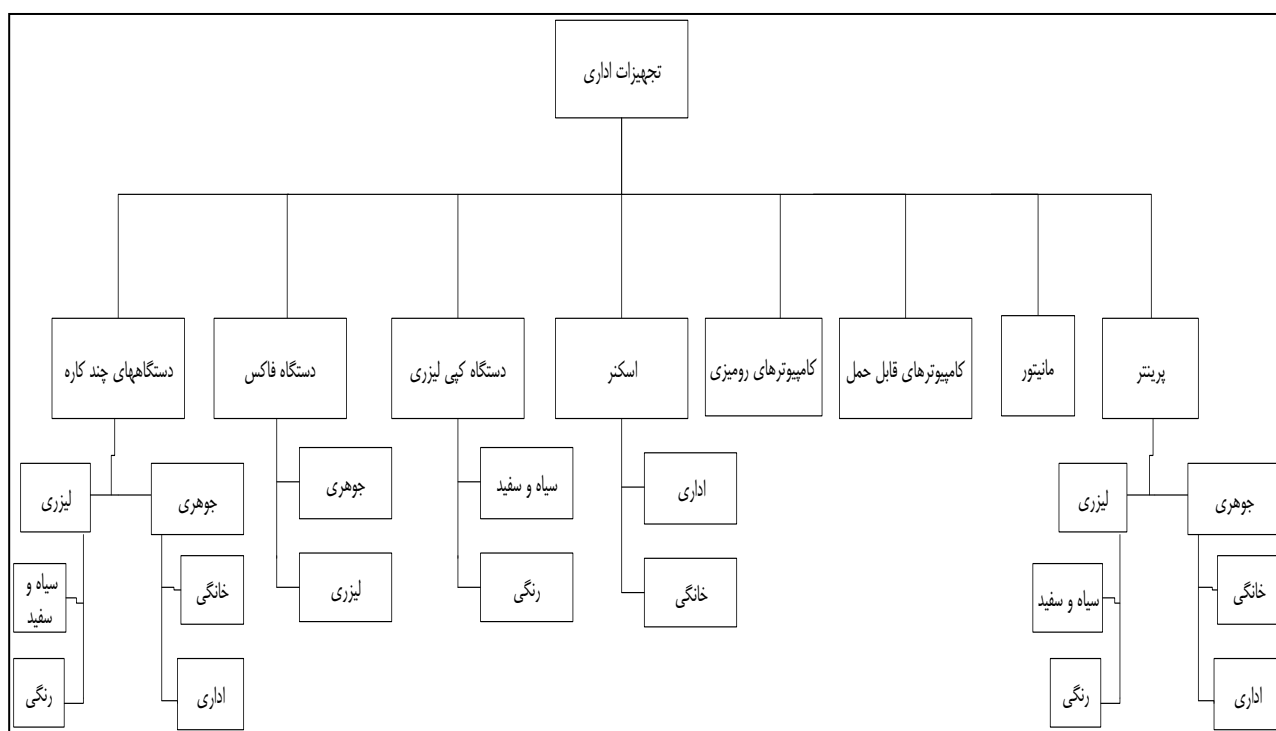 تجهیزات اداری
پرینتر
مانیتور
کامپیوترهای قابل حمل
کامپیوترهای رومیزی
اسکنر
دستگاه کپی لیزری
دستگاه فاکس
دستگاههای چند کاره
جوهری
لیزری
خانگی
اداری
سیاه و سفید
رنگی
اداری
خانگی
سیاه و سفید
رنگی
جوهری
لیزری
جوهری
لیزری
خانگی
اداری
سیاه و
سفید
رنگی